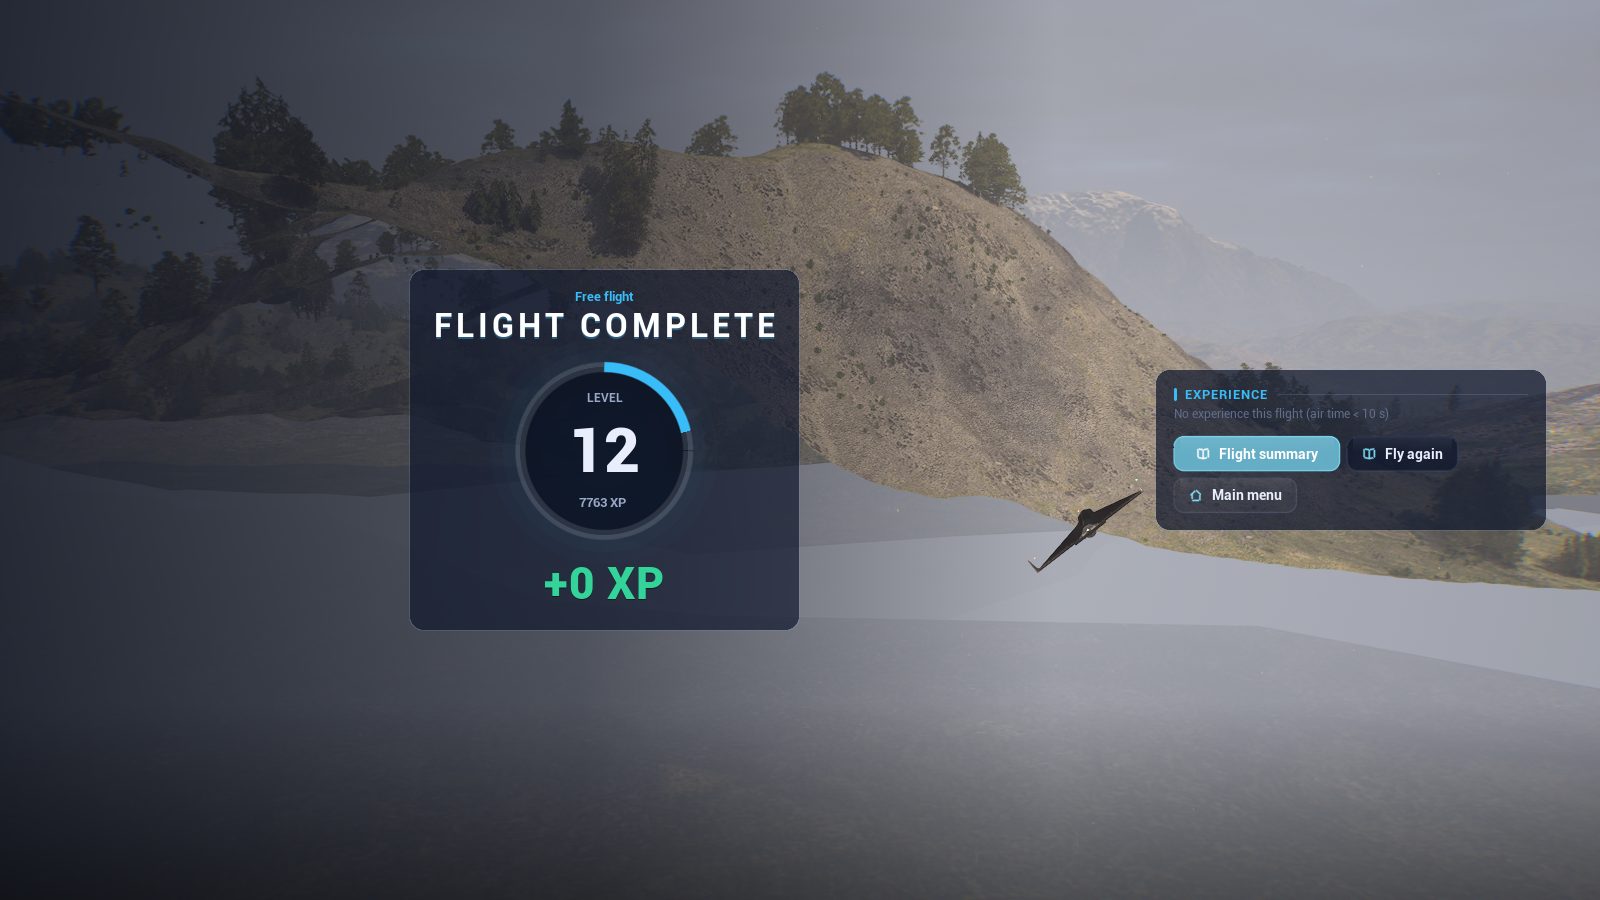 Free flight
FLIGHT COMPLETE
LEVEL
12
7763 XP
+0 XP
EXPERIENCE
No experience this flight (air time < 10 s)
Flight summary
Fly again
Main menu